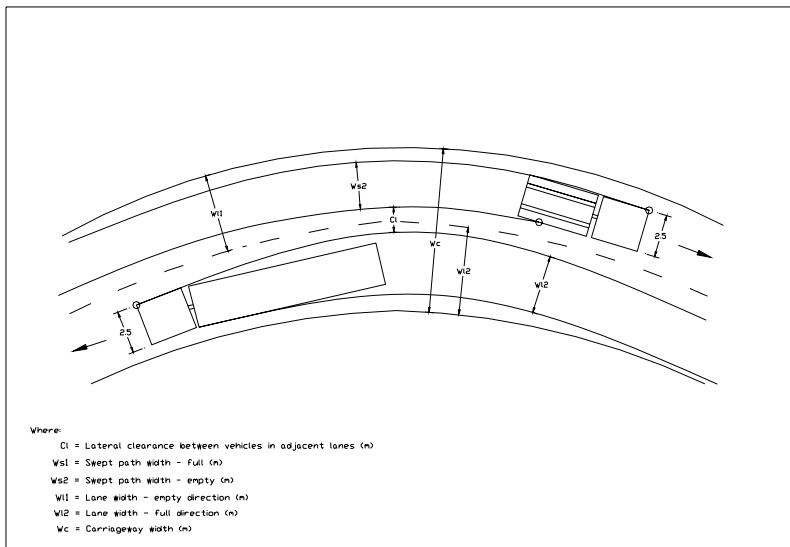 Ws2
Wl1
Cl
Wc
2.5
Wl2
Wl2
2.5
Where:
Cl = Lateral clearance between vehicles in adjacent lanes (m)
Ws1 = Swept path width - full (m)
Ws2 = Swept path width - empty (m)
Wl1 = Lane width - empty direction (m)
Wl2 = Lane width - full direction (m)
Wc = Carriageway width (m)